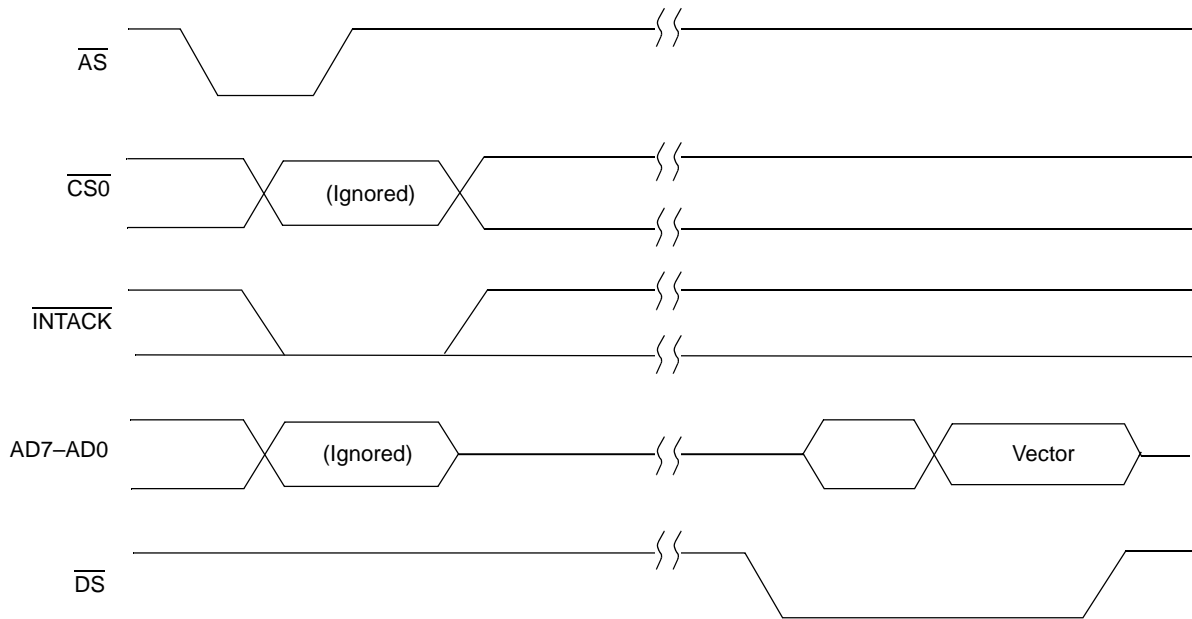 AS
CS0
(Ignored)
INTACK
AD7–AD0
(Ignored)
Vector
DS